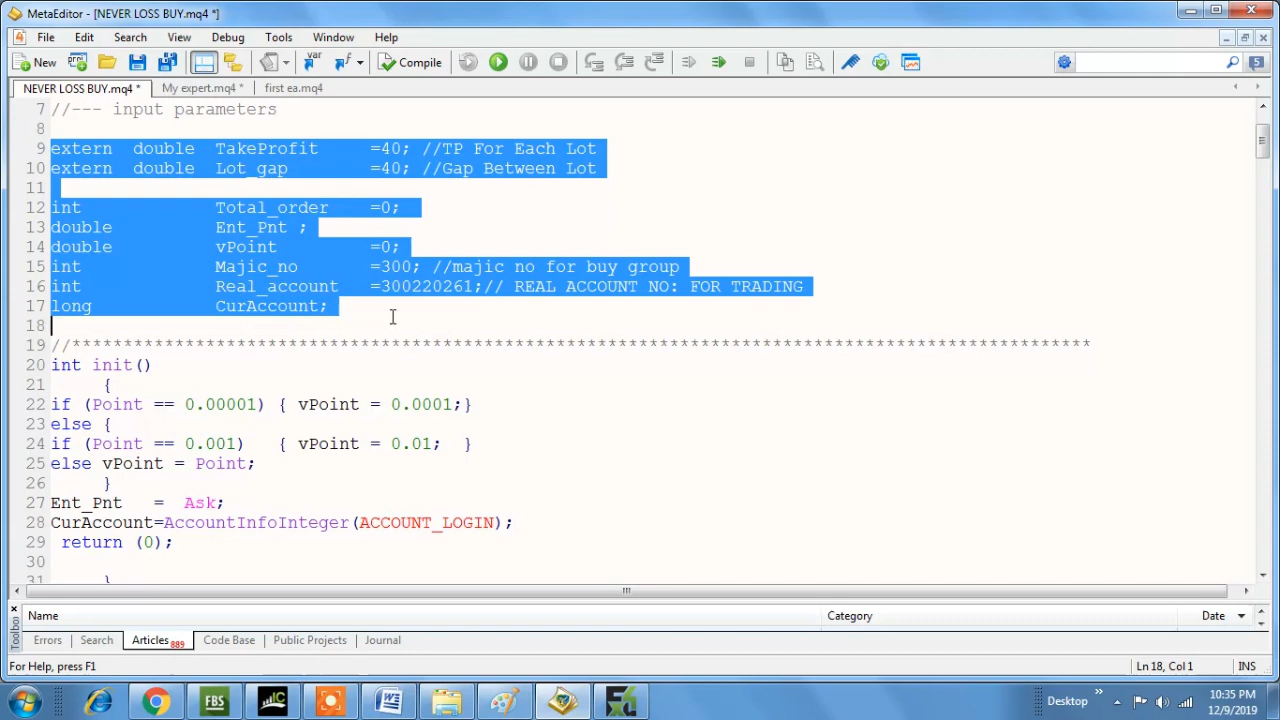 MetaEditor - [NEVER LOSS BUY.mq4 *]
File Edit Search View Debug Tools Window Help
New Compile 5
NEVER LOSS BUY.mq4 * My expert.mq4 * first ea.mq4
7 //--- input parameters
8
9 extern double TakeProfit =40; //TP For Each Lot
10 extern double Lot_gap =40; //Gap Between Lot
11
12 int Total_order =0;
13 double Ent_Pnt ;
14 double vPoint =0;
15 int Majic_no =300; //majic no for buy group
16 int Real_account =300220261;// REAL ACCOUNT NO: FOR TRADING
17 long CurAccount;
18
19 //***************************************************************************************************
20 int init()
21 {
22 if (Point == 0.00001) { vPoint = 0.0001;}
23 else {
24 if (Point == 0.001) { vPoint = 0.01; }
25 else vPoint = Point;
26 }
27 Ent_Pnt = Ask;
28 CurAccount=AccountInfoInteger(ACCOUNT_LOGIN);
29 return (0);
30
31 }
Name Category Date
Toolbox
Errors Search Articles 889 Code Base Public Projects Journal
For Help, press F1 Ln 18, Col 1 INS
FBS IC Desktop 10:35 PM
12/9/2019